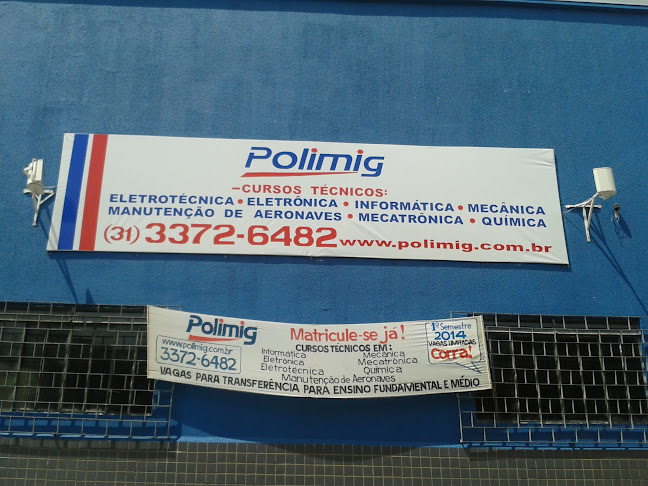 Polimig
–CURSOS TÉCNICOS:
ELETROTÉCNICA • ELETRÔNICA • INFORMÁTICA • MECÂNICA
MANUTENÇÃO DE AERONAVES • MECATRÔNICA • QUÍMICA
(31) 3372-6482 www.polimig.com.br
Polimig
www.polimig.com.br
3372-6482
Matricule-se já!
CURSOS TÉCNICOS EM:
Informática Mecânica
Eletrônica Mecatrônica
Eletrotécnica Química
Manutenção de Aeronaves
1º Semestre
2014
VAGAS LIMITADAS
Corra!
VAGAS PARA TRANSFERÊNCIA PARA ENSINO FUNDAMENTAL E MÉDIO